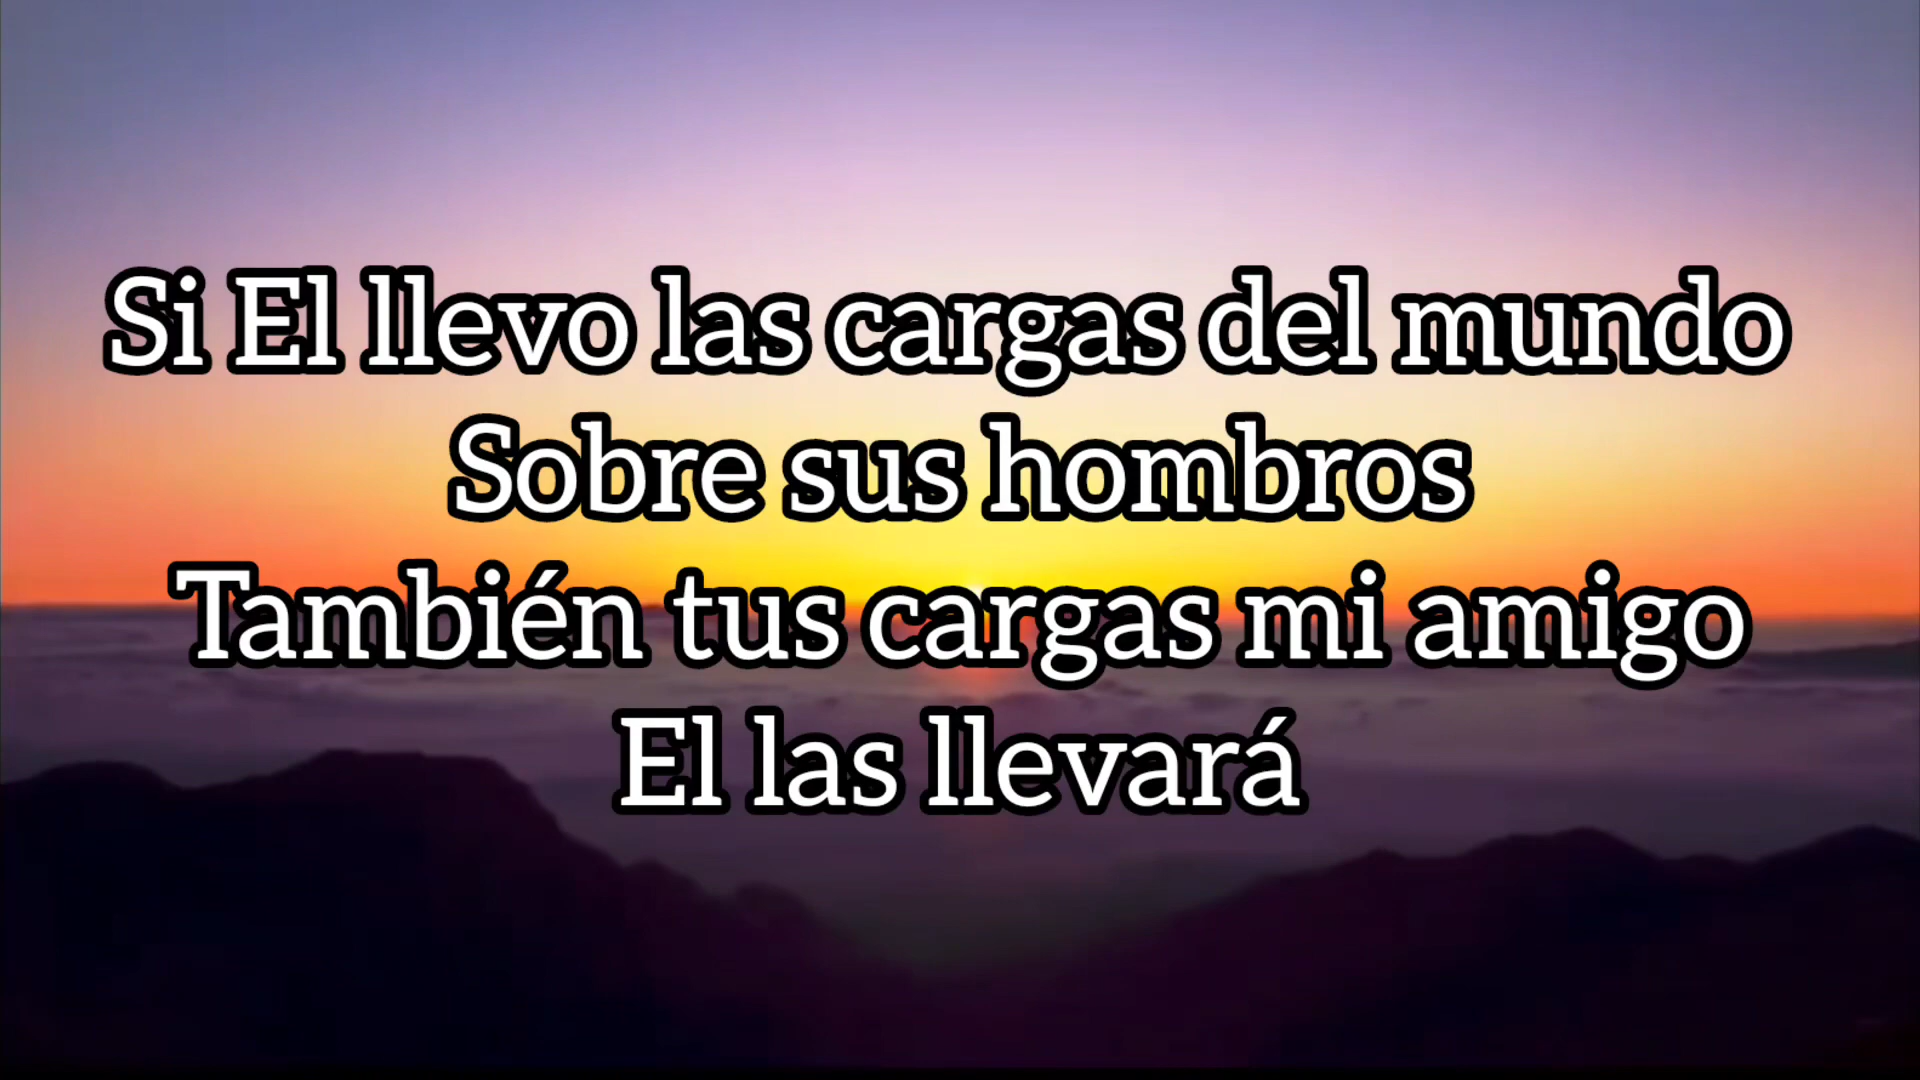 Si El llevo las cargas del mundo
Sobre sus hombros
También tus cargas mi amigo
El las llevará